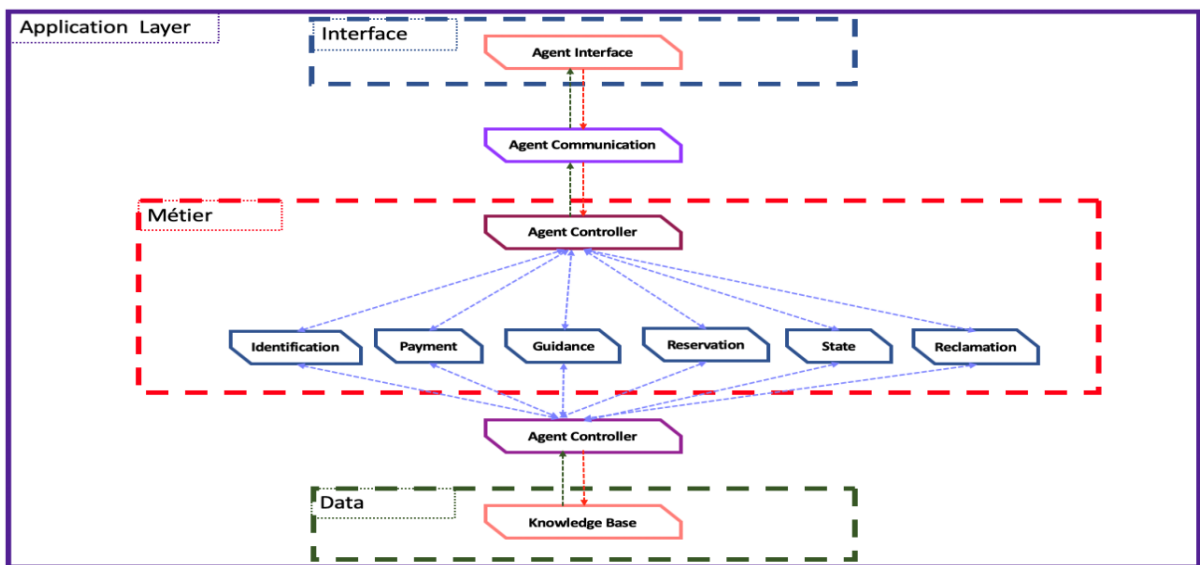 Application Layer
Interface
Agent Interface
Agent Communication
Métier
Agent Controller
Identification
Payment
Guidance
Reservation
State
Reclamation
Agent Controller
Data
Knowledge Base